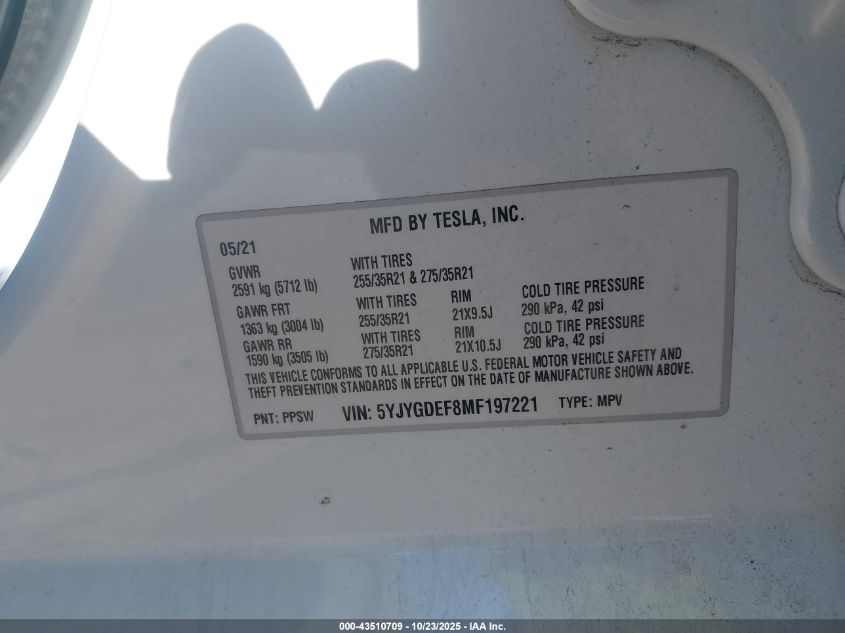 MFD BY TESLA, INC.
05/21
GVWR WITH TIRES
2591 kg (5712 lb) 255/35R21 & 275/35R21
GAWR FRT WITH TIRES RIM COLD TIRE PRESSURE
1363 kg (3004 lb) 255/35R21 21X9.5J 290 kPa, 42 psi
GAWR RR WITH TIRES RIM COLD TIRE PRESSURE
1590 kg (3505 lb) 275/35R21 21X10.5J 290 kPa, 42 psi
THIS VEHICLE CONFORMS TO ALL APPLICABLE U.S. FEDERAL MOTOR VEHICLE SAFETY AND
THEFT PREVENTION STANDARDS IN EFFECT ON THE DATE OF MANUFACTURE SHOWN ABOVE.
PNT: PPSW VIN: 5YJYGDEF8MF197221 TYPE: MPV
000-43510709 - 10/23/2025 - IAA Inc.